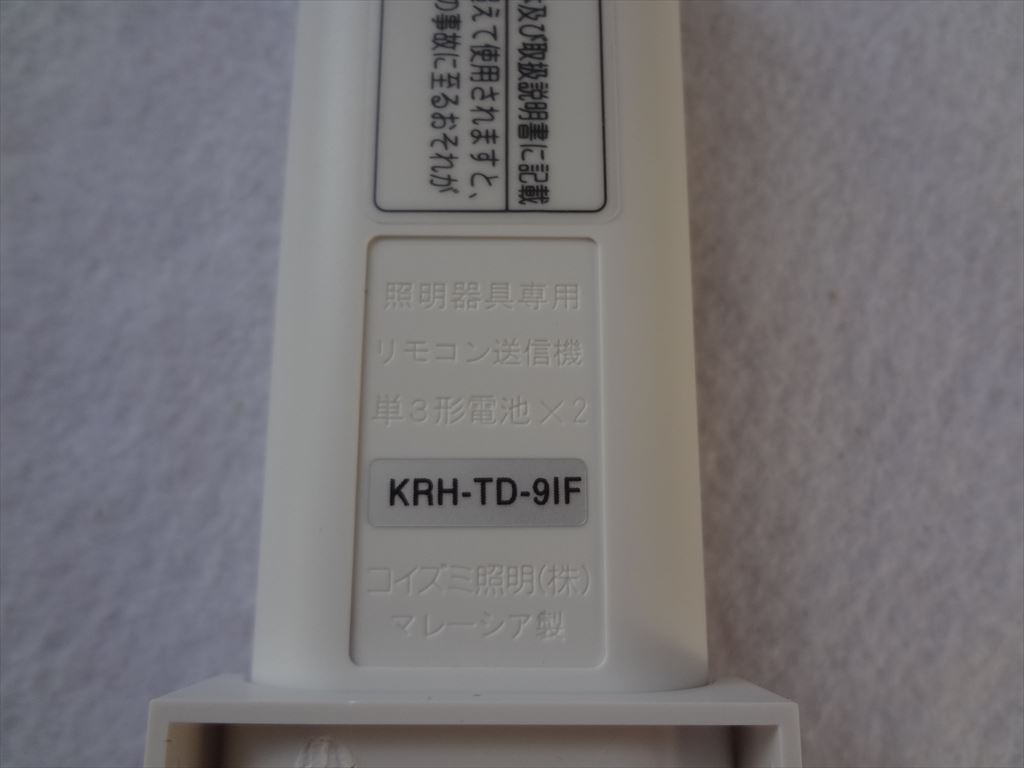 及び取扱説明書に記載
えて使用されますと、
の事故に至るおそれが
照明器具専用
リモコン送信機
単3形電池×2
KRH-TD-9IF
コイズミ照明(株)
マレーシア製